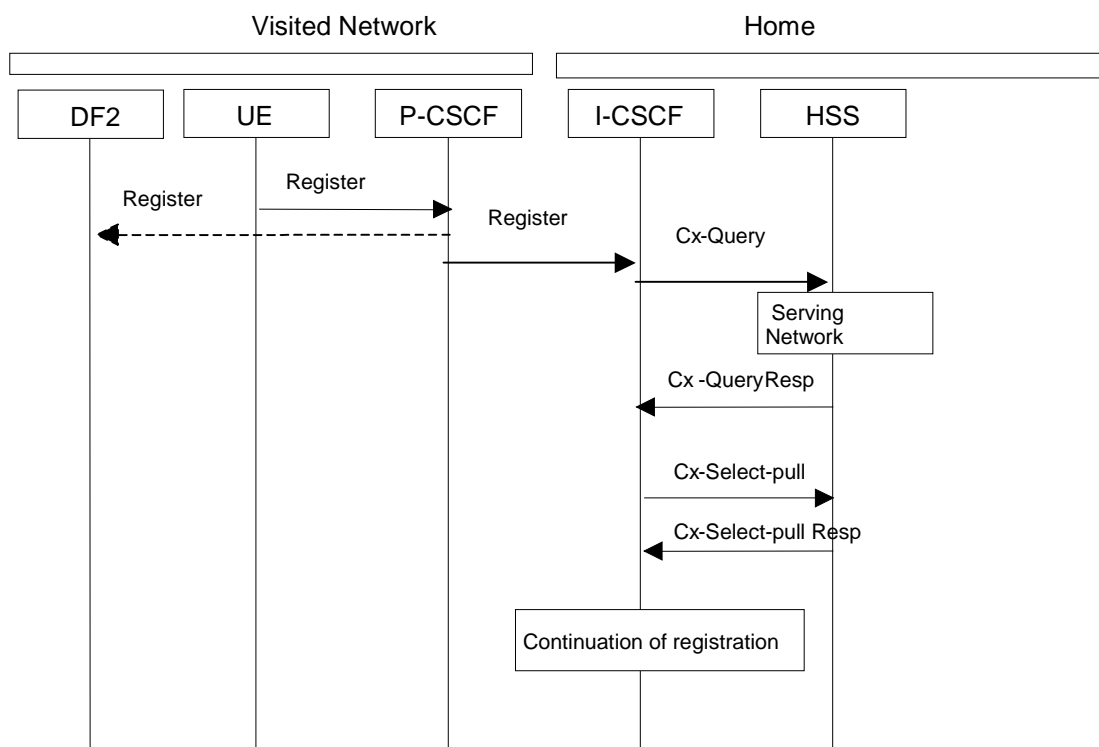 Visited Network
Home
DF2
UE
P-CSCF
I-CSCF
HSS
Register
Register
Register
Cx-Query
Serving
Network
Cx -QueryResp
Cx-Select-pull
Cx-Select-pull Resp
Continuation of registration